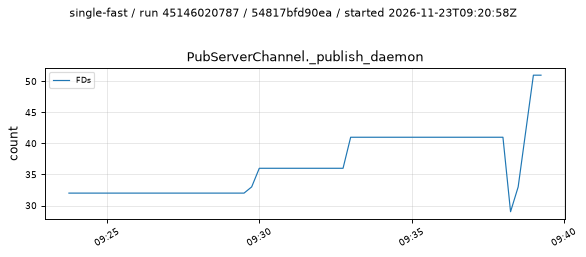 single-fast / run 45146020787 / 54817bfd90ea / started 2026-11-23T09:20:58Z
PubServerChannel._publish_daemon
FDs
count
50
45
40
35
30
09:25
09:30
09:35
09:40